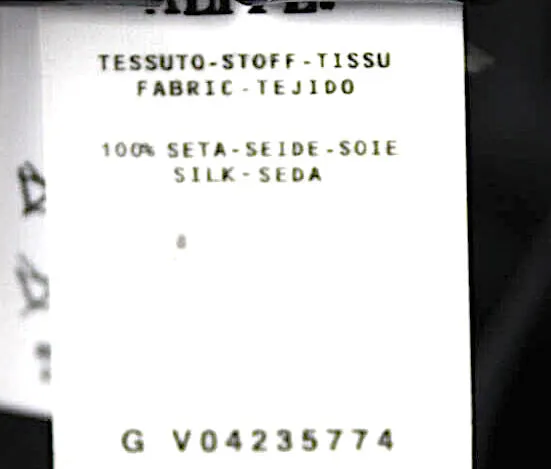 TESSUTO-STOFF-TISSU
FABRIC-TEJIDO
100% SETA-SEIDE-SOIE
SILK-SEDA
G V04235774